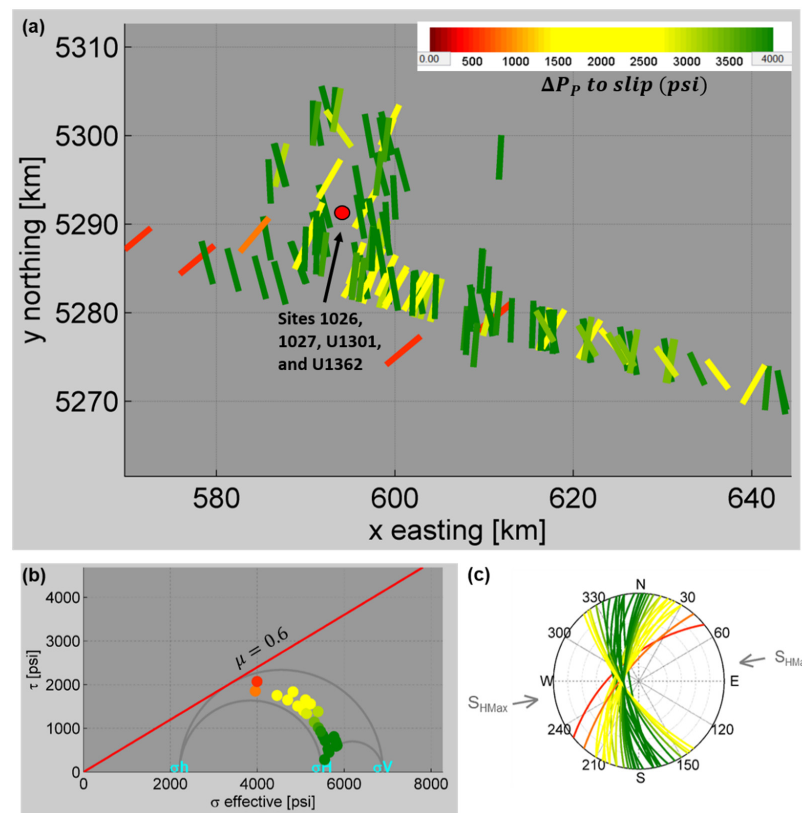 (a)
0.00 500 1000 1500 2000 2500 3000 3500 4000
ΔP_P to slip (psi)
5310
5300
5290
5280
5270
y northing [km]
Sites 1026,
1027, U1301,
and U1362
580 600 620 640
x easting [km]
(b)
4000
3000
2000
1000
0
τ [psi]
μ = 0.6
σh σH σV
0 2000 4000 6000 8000
σ effective [psi]
(c)
N
330 30
300 60
W E
S_HMa
S_HMax
240 120
210 150
S